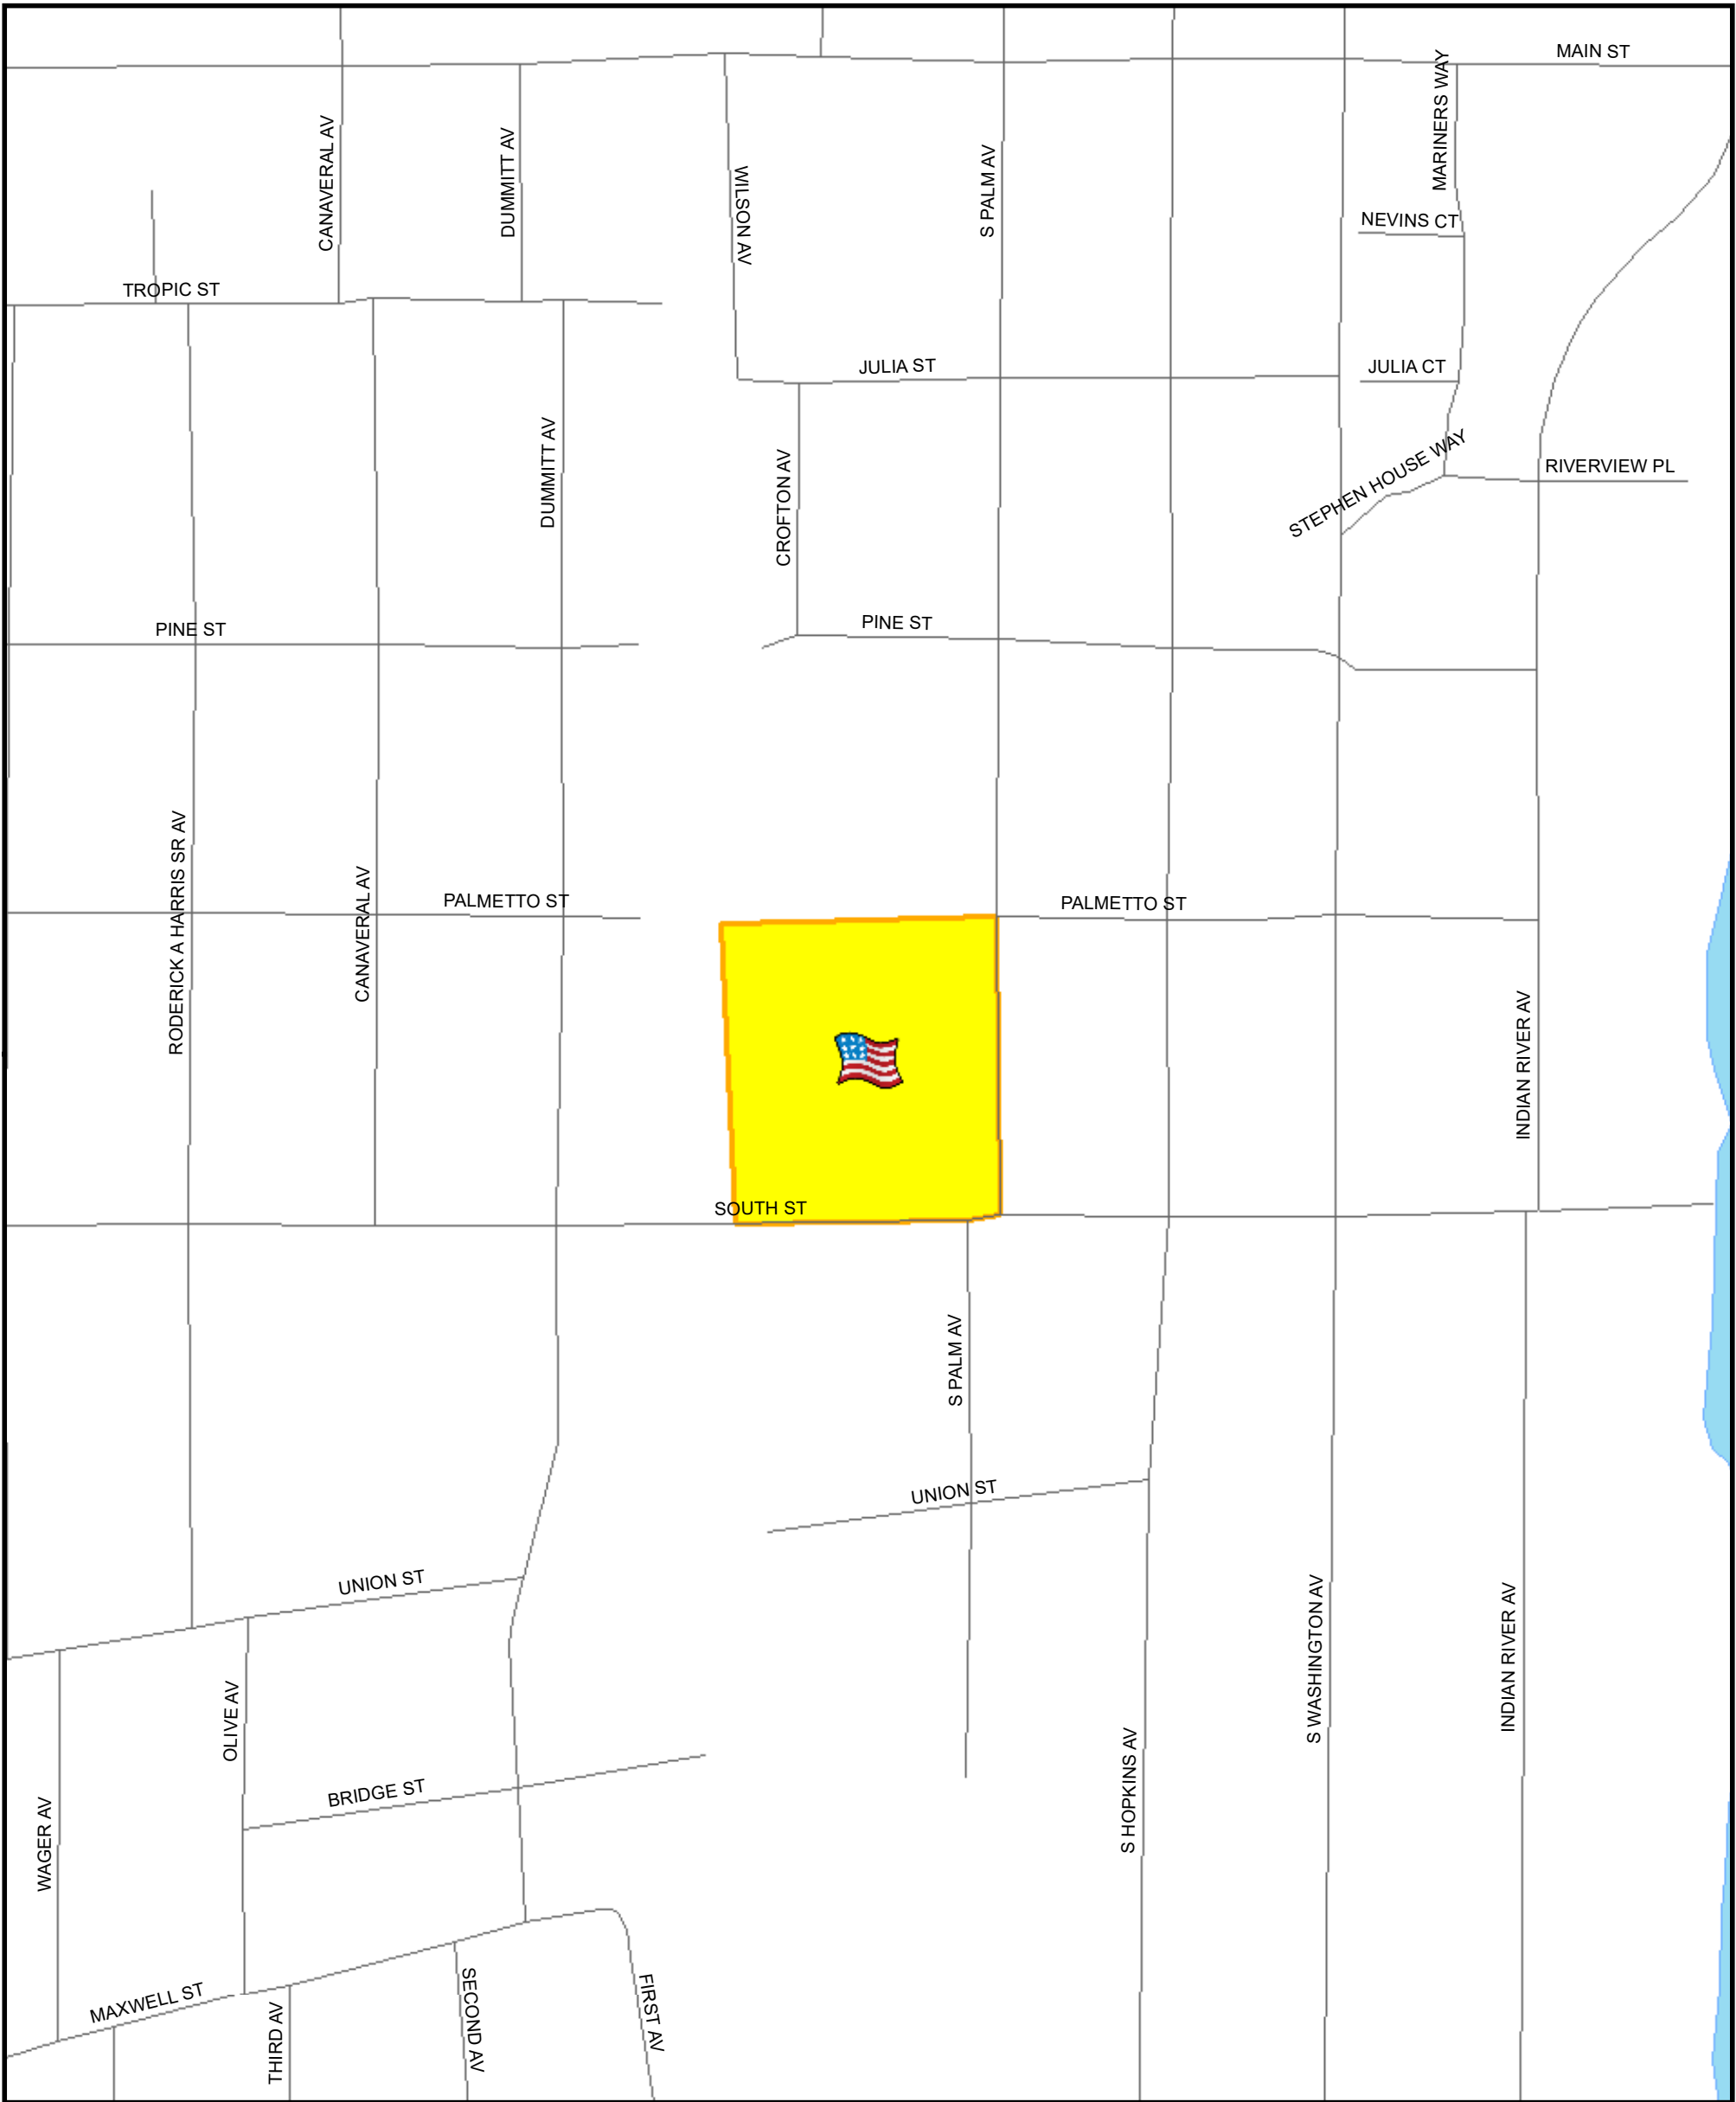 MAIN ST
MARINERS WAY
CANAVERAL AV
DUMMITT AV
WILSON AV
S PALM AV
NEVINS CT
TROPIC ST
JULIA ST
JULIA CT
DUMMITT AV
CROFTON AV
STEPHEN HOUSE WAY
RIVERVIEW PL
PINE ST
PINE ST
RODERICK A HARRIS SR AV
CANAVERAL AV
PALMETTO ST
PALMETTO ST
INDIAN RIVER AV
SOUTH ST
S PALM AV
UNION ST
UNION ST
S WASHINGTON AV
INDIAN RIVER AV
OLIVE AV
S HOPKINS AV
BRIDGE ST
WAGER AV
MAXWELL ST
THIRD AV
SECOND AV
FIRST AV